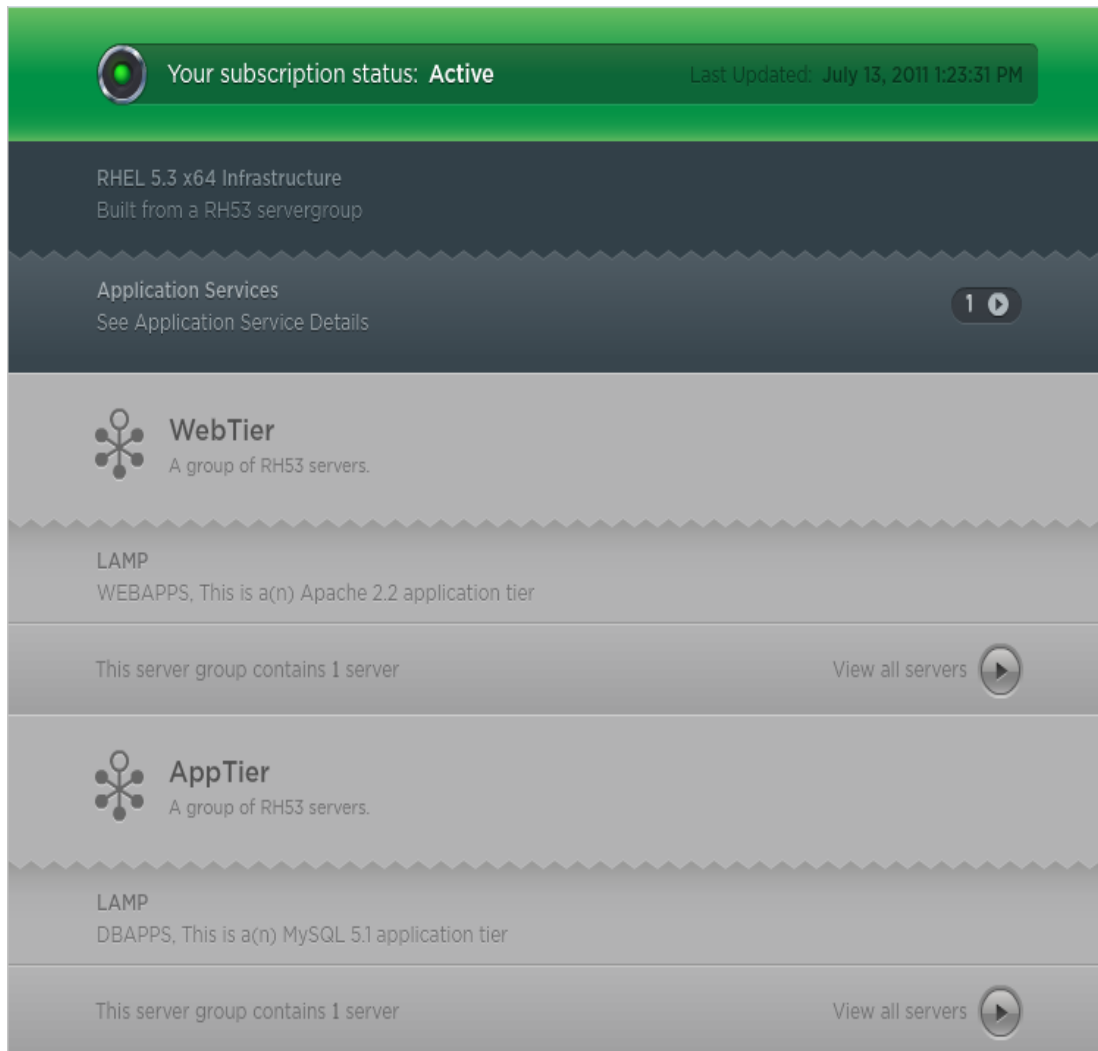 Your subscription status: Active Last Updated: July 13, 2011 1:23:31 PM
RHEL 5.3 x64 Infrastructure
Built from a RH53 servergroup
Application Services
See Application Service Details
1
WebTier
A group of RH53 servers.
LAMP
WEBAPPS, This is a(n) Apache 2.2 application tier
This server group contains 1 server View all servers
AppTier
A group of RH53 servers.
LAMP
DBAPPS, This is a(n) MySQL 5.1 application tier
This server group contains 1 server View all servers